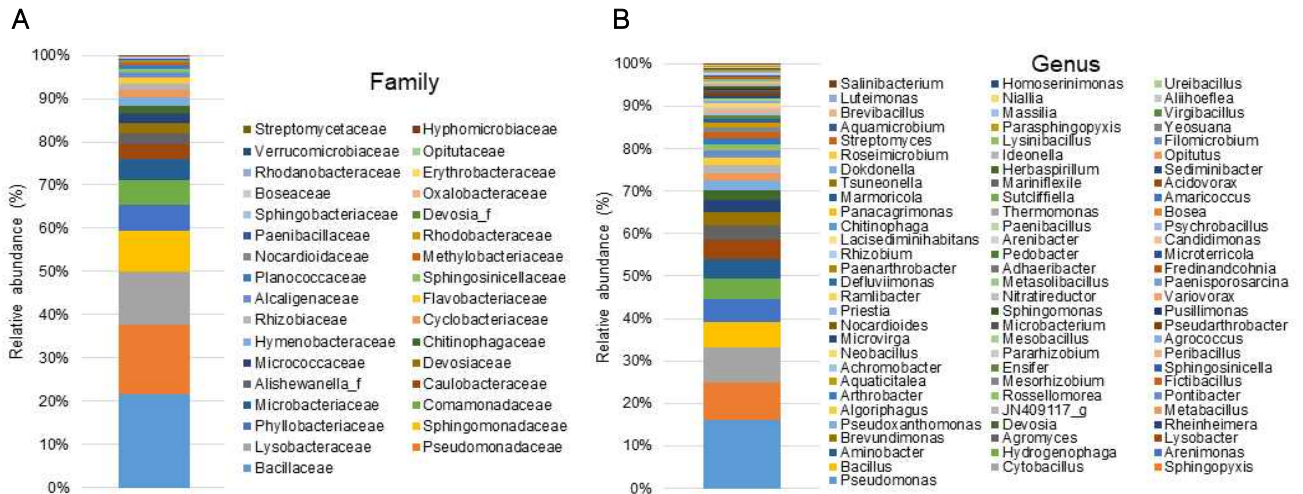 A
B
100%
90%
80%
70%
60%
50%
40%
30%
20%
10%
0%
Relative abundance (%)
Family
Streptomycetaceae Hyphomicrobiaceae
Verrucomicrobiaceae Opitutaceae
Rhodanobacteraceae Erythrobacteraceae
Boseaceae Oxalobacteraceae
Sphingobacteriaceae Devosia_f
Paenibacillaceae Rhodobacteraceae
Nocardioidaceae Methylobacteriaceae
Planococcaceae Sphingosinicellaceae
Alcaligenaceae Flavobacteriaceae
Rhizobiaceae Cyclobacteriaceae
Hymenobacteraceae Chitinophagaceae
Micrococcaceae Devosiaceae
Alishewanella_f Caulobacteraceae
Microbacteriaceae Comamonadaceae
Phyllobacteriaceae Sphingomonadaceae
Lysobacteraceae Pseudomonadaceae
Bacillaceae
100%
90%
80%
70%
60%
50%
40%
30%
20%
10%
0%
Relative abundance (%)
Genus
Salinibacterium Homoserinimonas Ureibacillus
Luteimonas Niallia Aliihoeflea
Brevibacillus Massilia Virgibacillus
Aquamicrobium Parasphingopyxis Yeosuana
Streptomyces Lysinibacillus Filomicrobium
Roseimicrobium Ideonella Opitutus
Dokdonella Herbaspirillum Sediminibacter
Tsuneonella Mariniflexile Acidovorax
Marmoricola Sutcliffiella Amaricoccus
Panacagrimonas Thermomonas Bosea
Chitinophaga Paenibacillus Psychrobacillus
Lacisediminihabitans Arenibacter Candidimonas
Rhizobium Pedobacter Microterricola
Paenarthrobacter Adhaeribacter Fredinandcohnia
Defluviimonas Metasolibacillus Paenisporosarcina
Ramlibacter Nitratireductor Variovorax
Priestia Sphingomonas Pusillimonas
Nocardioides Microbacterium Pseudarthrobacter
Microvirga Mesobacillus Agrococcus
Neobacillus Pararhizobium Peribacillus
Achromobacter Ensifer Sphingosinicella
Aquaticitalea Mesorhizobium Fictibacillus
Arthrobacter Rossellomorea Pontibacter
Algoriphagus JN409117_g Metabacillus
Pseudoxanthomonas Devosia Rheinheimera
Brevundimonas Agromyces Lysobacter
Aminobacter Hydrogenophaga Arenimonas
Bacillus Cytobacillus Sphingopyxis
Pseudomonas